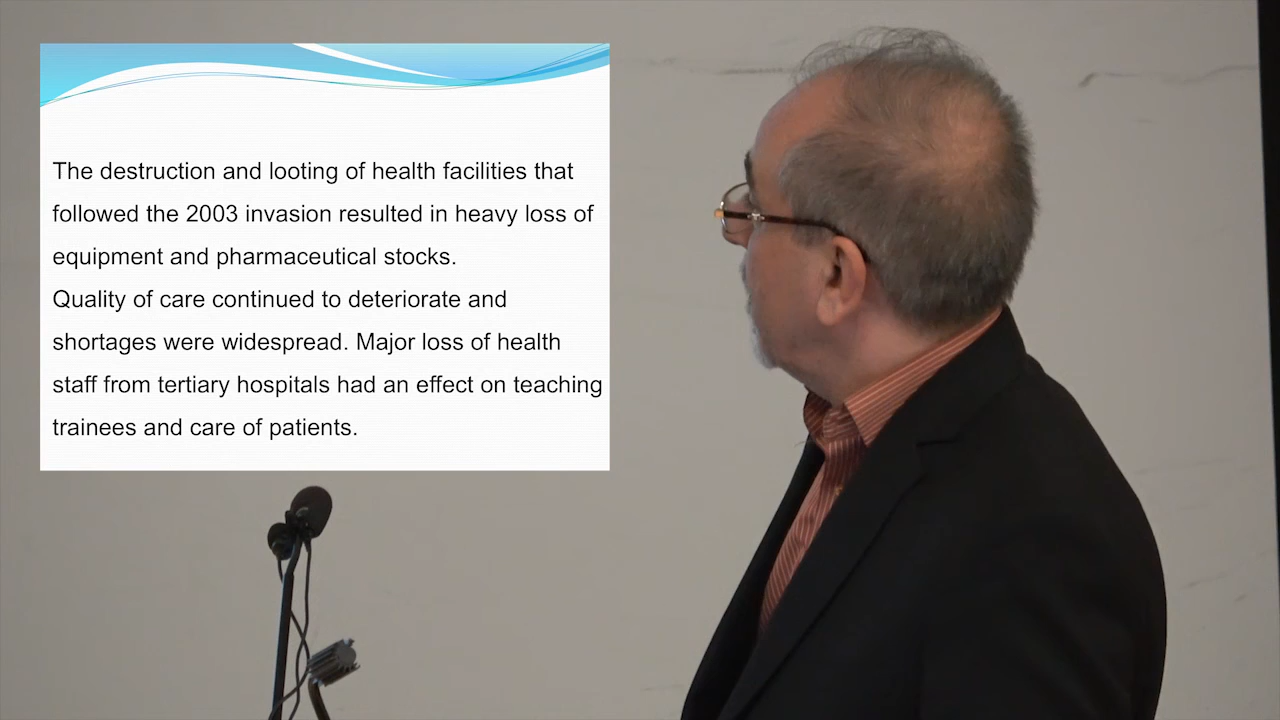 The destruction and looting of health facilities that
followed the 2003 invasion resulted in heavy loss of
equipment and pharmaceutical stocks.
Quality of care continued to deteriorate and
shortages were widespread. Major loss of health
staff from tertiary hospitals had an effect on teaching
trainees and care of patients.